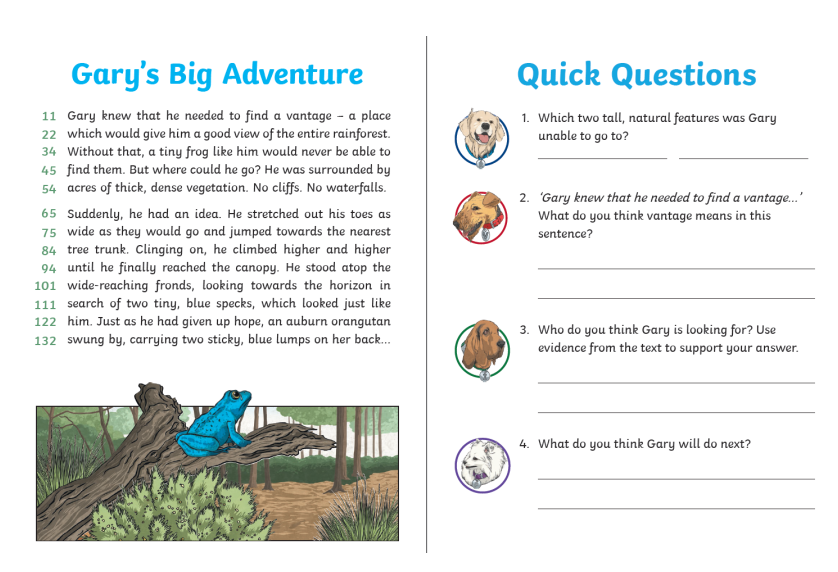 Gary's Big Adventure
11 Gary knew that he needed to find a vantage – a place
22 which would give him a good view of the entire rainforest.
34 Without that, a tiny frog like him would never be able to
45 find them. But where could he go? He was surrounded by
54 acres of thick, dense vegetation. No cliffs. No waterfalls.
65 Suddenly, he had an idea. He stretched out his toes as
75 wide as they would go and jumped towards the nearest
84 tree trunk. Clinging on, he climbed higher and higher
94 until he finally reached the canopy. He stood atop the
101 wide-reaching fronds, looking towards the horizon in
111 search of two tiny, blue specks, which looked just like
122 him. Just as he had given up hope, an auburn orangutan
132 swung by, carrying two sticky, blue lumps on her back...
Quick Questions
1. Which two tall, natural features was Gary
unable to go to?
2. 'Gary knew that he needed to find a vantage...'
What do you think vantage means in this
sentence?
3. Who do you think Gary is looking for? Use
evidence from the text to support your answer.
4. What do you think Gary will do next?